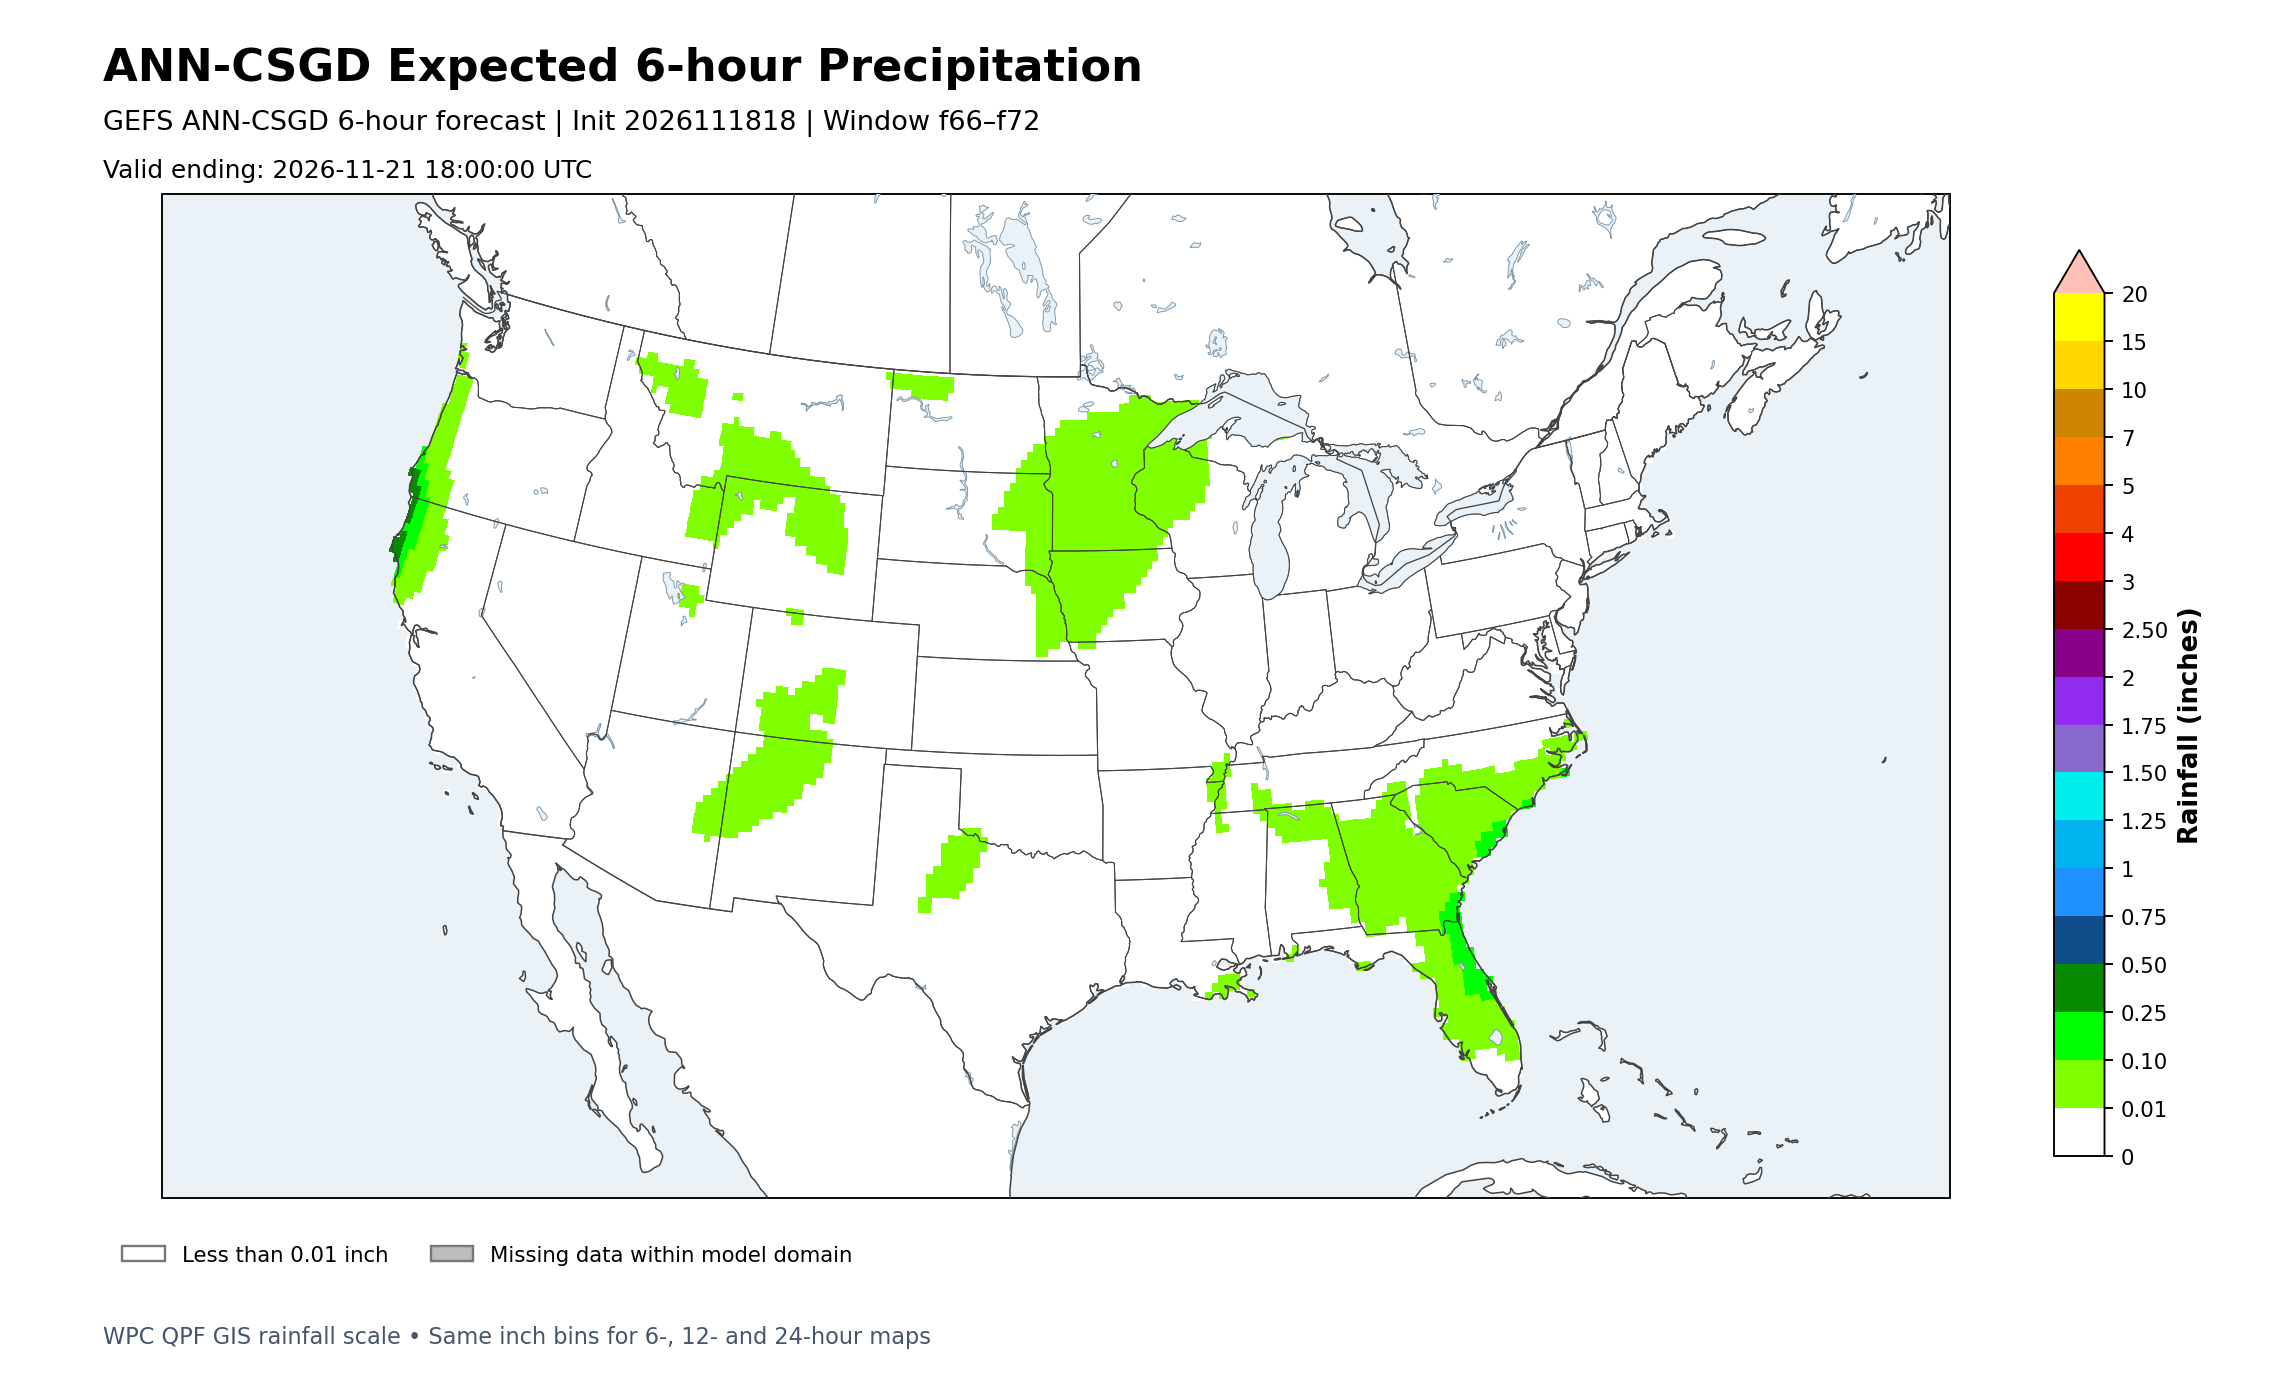 ANN-CSGD Expected 6-hour Precipitation
GEFS ANN-CSGD 6-hour forecast | Init 2026111818 | Window f66–f72
Valid ending: 2026-11-21 18:00:00 UTC
20
15
10
7
5
4
3
2.50
2
1.75
1.50
1.25
1
0.75
0.50
0.25
0.10
0.01
0
Rainfall (inches)
Less than 0.01 inch
Missing data within model domain
WPC QPF GIS rainfall scale • Same inch bins for 6-, 12- and 24-hour maps